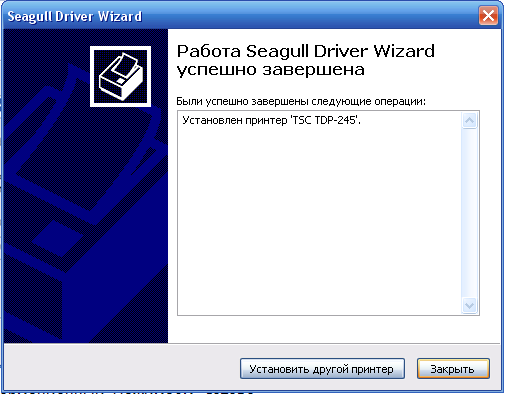 Seagull Driver Wizard
Работа Seagull Driver Wizard
успешно завершена
Были успешно завершены следующие операции:
Установлен принтер 'TSC TDP-245'.
Установить другой принтер
Закрыть